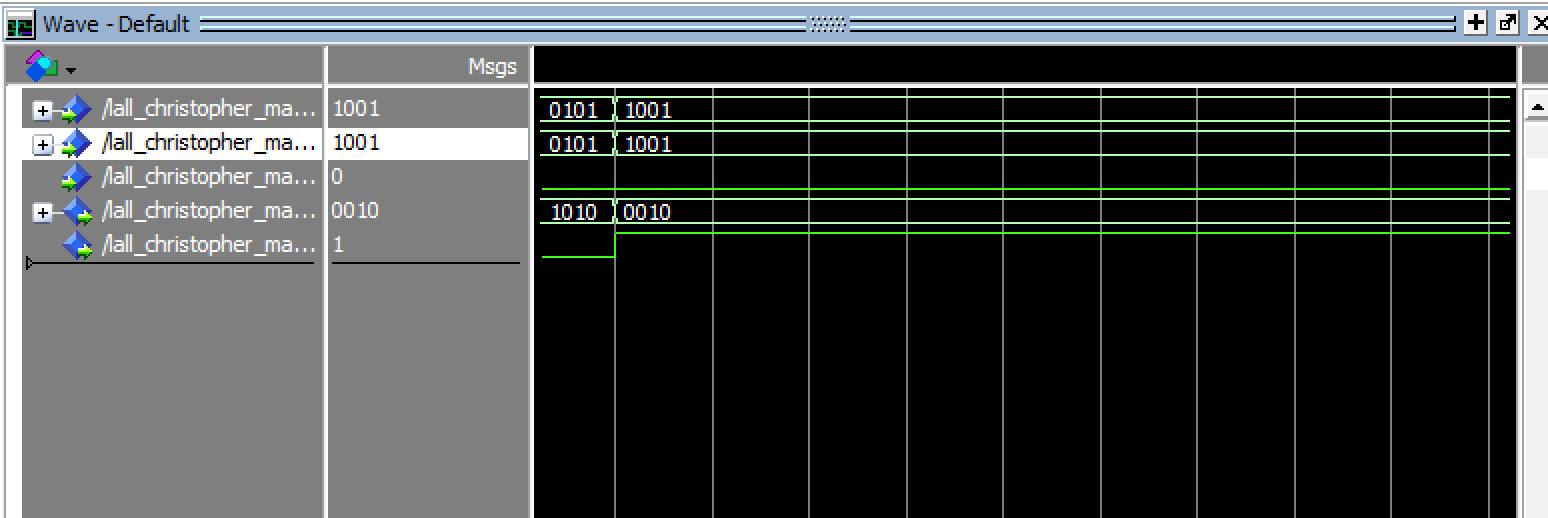 Wave - Default
Msgs
/lall_christopher_ma... 1001 0101 1001
/lall_christopher_ma... 1001 0101 1001
/lall_christopher_ma... 0
/lall_christopher_ma... 0010 1010 0010
/lall_christopher_ma... 1